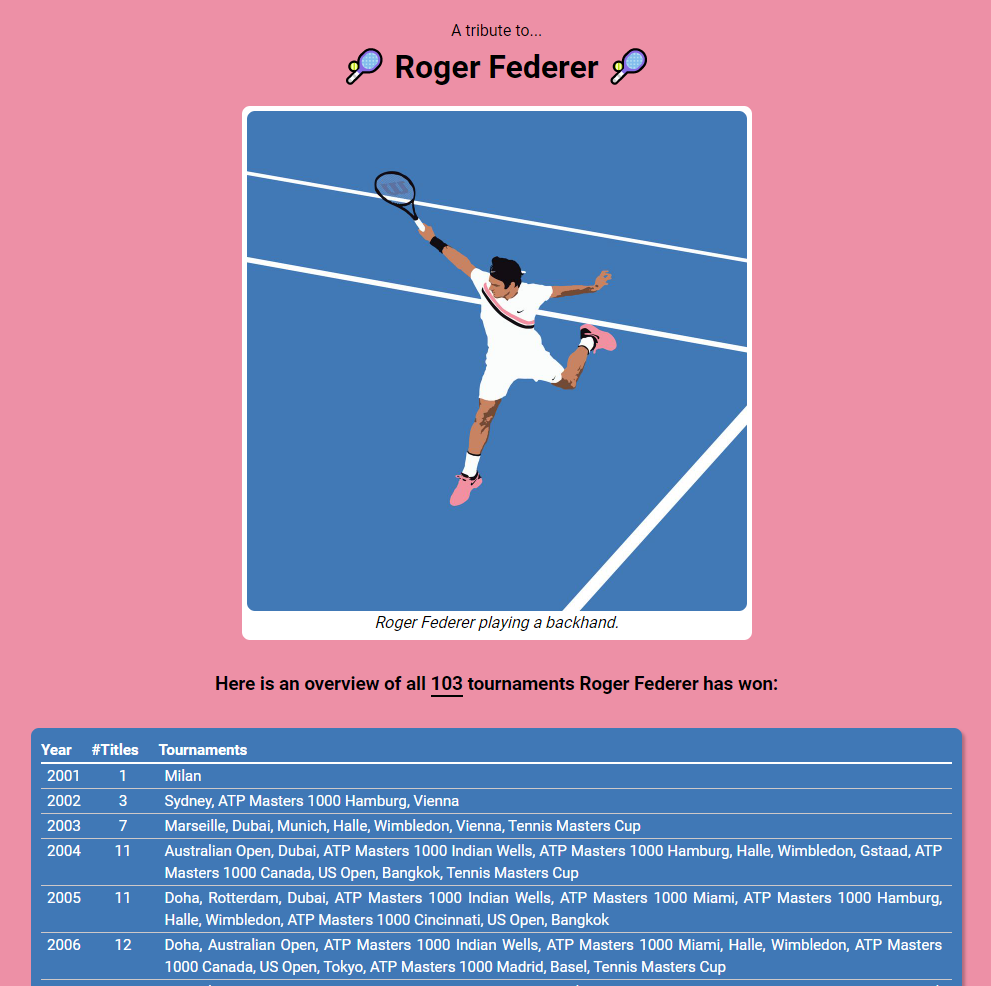 A tribute to...
Roger Federer
Roger Federer playing a backhand.
Here is an overview of all 103 tournaments Roger Federer has won:
Year #Titles Tournaments
2001 1 Milan
2002 3 Sydney, ATP Masters 1000 Hamburg, Vienna
2003 7 Marseille, Dubai, Munich, Halle, Wimbledon, Vienna, Tennis Masters Cup
2004 11 Australian Open, Dubai, ATP Masters 1000 Indian Wells, ATP Masters 1000 Hamburg, Halle, Wimbledon, Gstaad, ATP
Masters 1000 Canada, US Open, Bangkok, Tennis Masters Cup
2005 11 Doha, Rotterdam, Dubai, ATP Masters 1000 Indian Wells, ATP Masters 1000 Miami, ATP Masters 1000 Hamburg,
Halle, Wimbledon, ATP Masters 1000 Cincinnati, US Open, Bangkok
2006 12 Doha, Australian Open, ATP Masters 1000 Indian Wells, ATP Masters 1000 Miami, Halle, Wimbledon, ATP Masters
1000 Canada, US Open, Tokyo, ATP Masters 1000 Madrid, Basel, Tennis Masters Cup